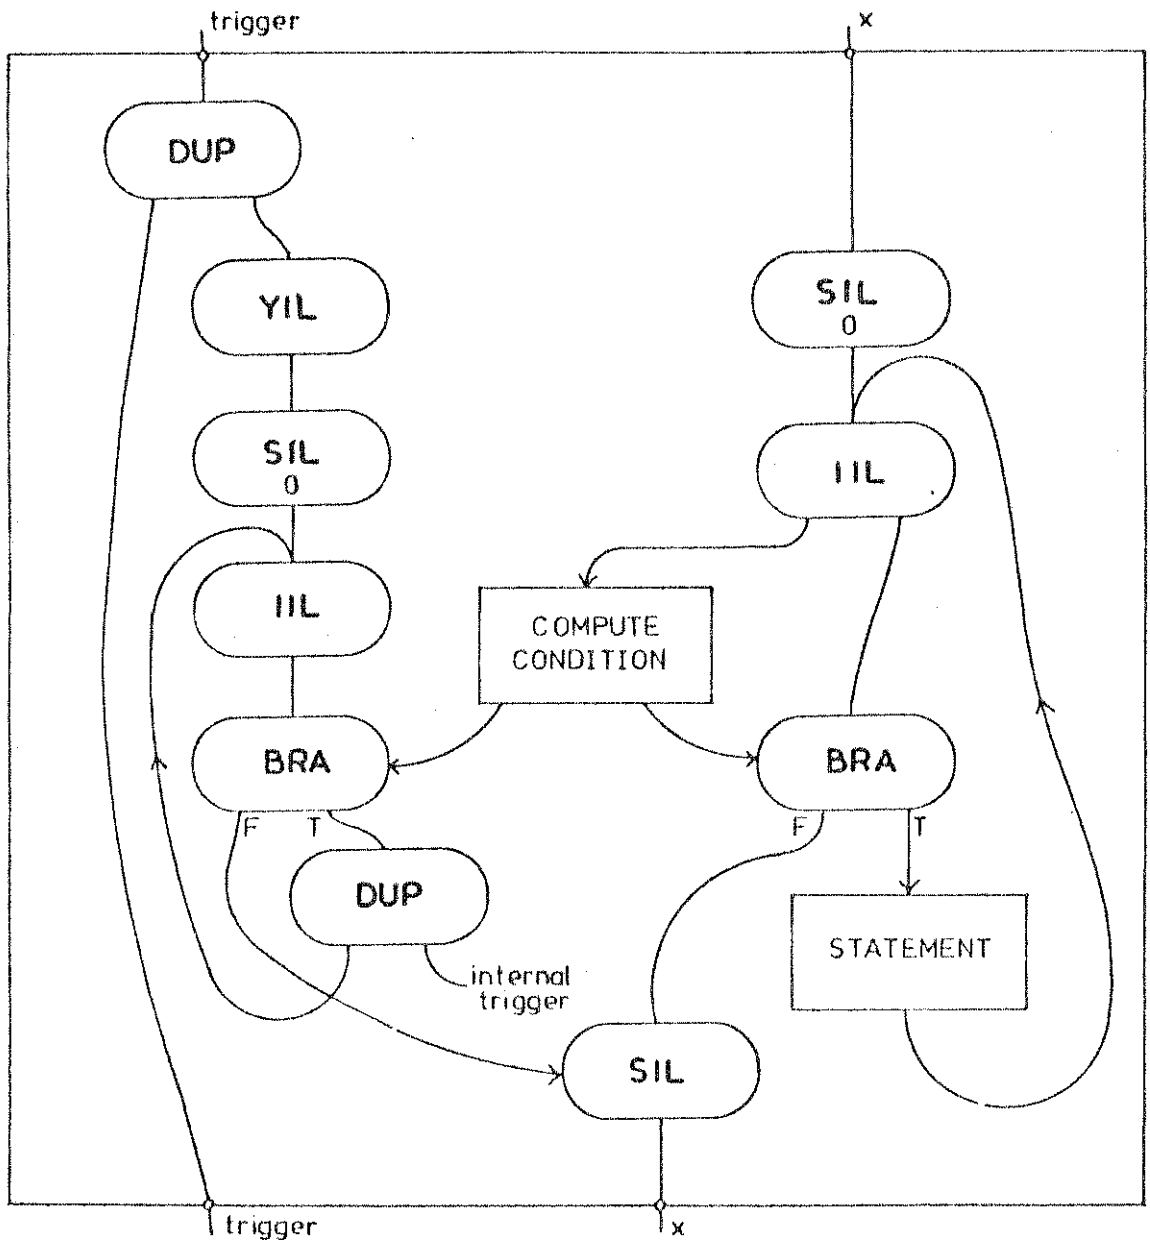 trigger
x
DUP
YIL
SIL
0
SIL
0
IIL
IIL
COMPUTE
CONDITION
BRA
BRA
F
T
F
T
DUP
STATEMENT
internal
trigger
SIL
trigger
x